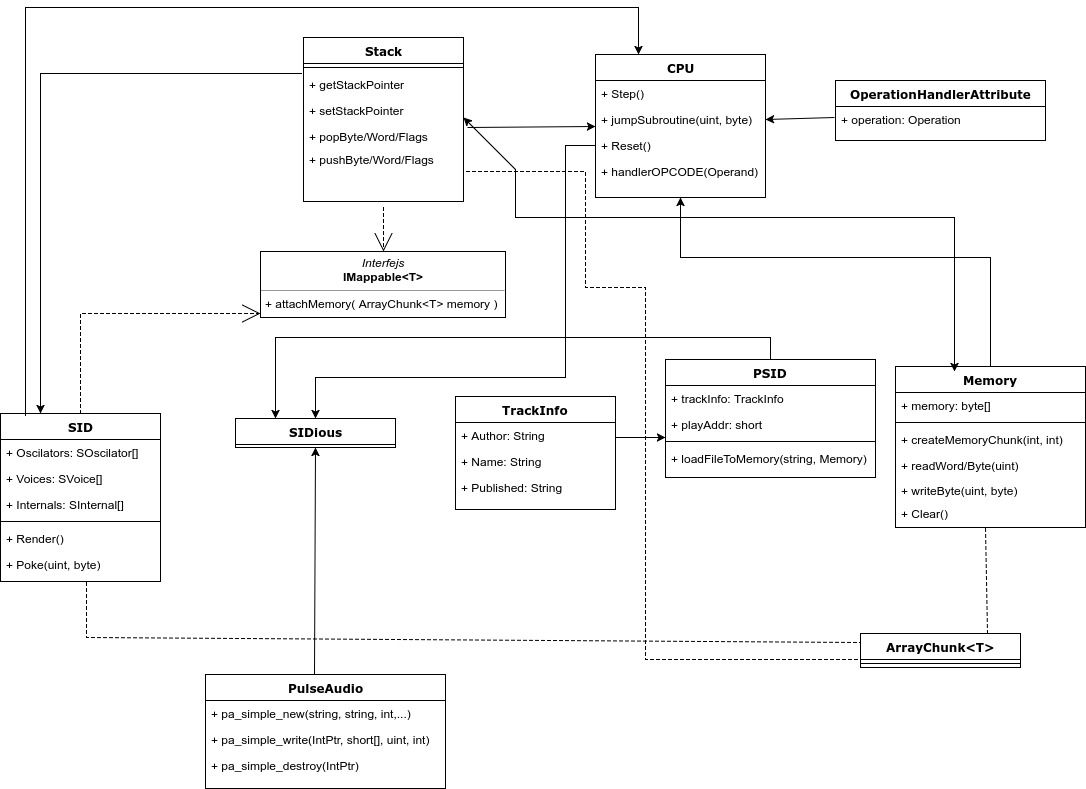 Stack
+ getStackPointer
+ setStackPointer
+ popByte/Word/Flags
+ pushByte/Word/Flags
CPU
+ Step()
+ jumpSubroutine(uint, byte)
+ Reset()
+ handlerOPCODE(Operand)
OperationHandlerAttribute
+ operation: Operation
Interfejs
IMappable<T>
+ attachMemory( ArrayChunk<T> memory )
SID
+ Oscilators: SOscilator[]
+ Voices: SVoice[]
+ Internals: SInternal[]
+ Render()
+ Poke(uint, byte)
SIDious
TrackInfo
+ Author: String
+ Name: String
+ Published: String
PSID
+ trackInfo: TrackInfo
+ playAddr: short
+ loadFileToMemory(string, Memory)
Memory
+ memory: byte[]
+ createMemoryChunk(int, int)
+ readWord/Byte(uint)
+ writeByte(uint, byte)
+ Clear()
ArrayChunk<T>
PulseAudio
+ pa_simple_new(string, string, int,...)
+ pa_simple_write(IntPtr, short[], uint, int)
+ pa_simple_destroy(IntPtr)